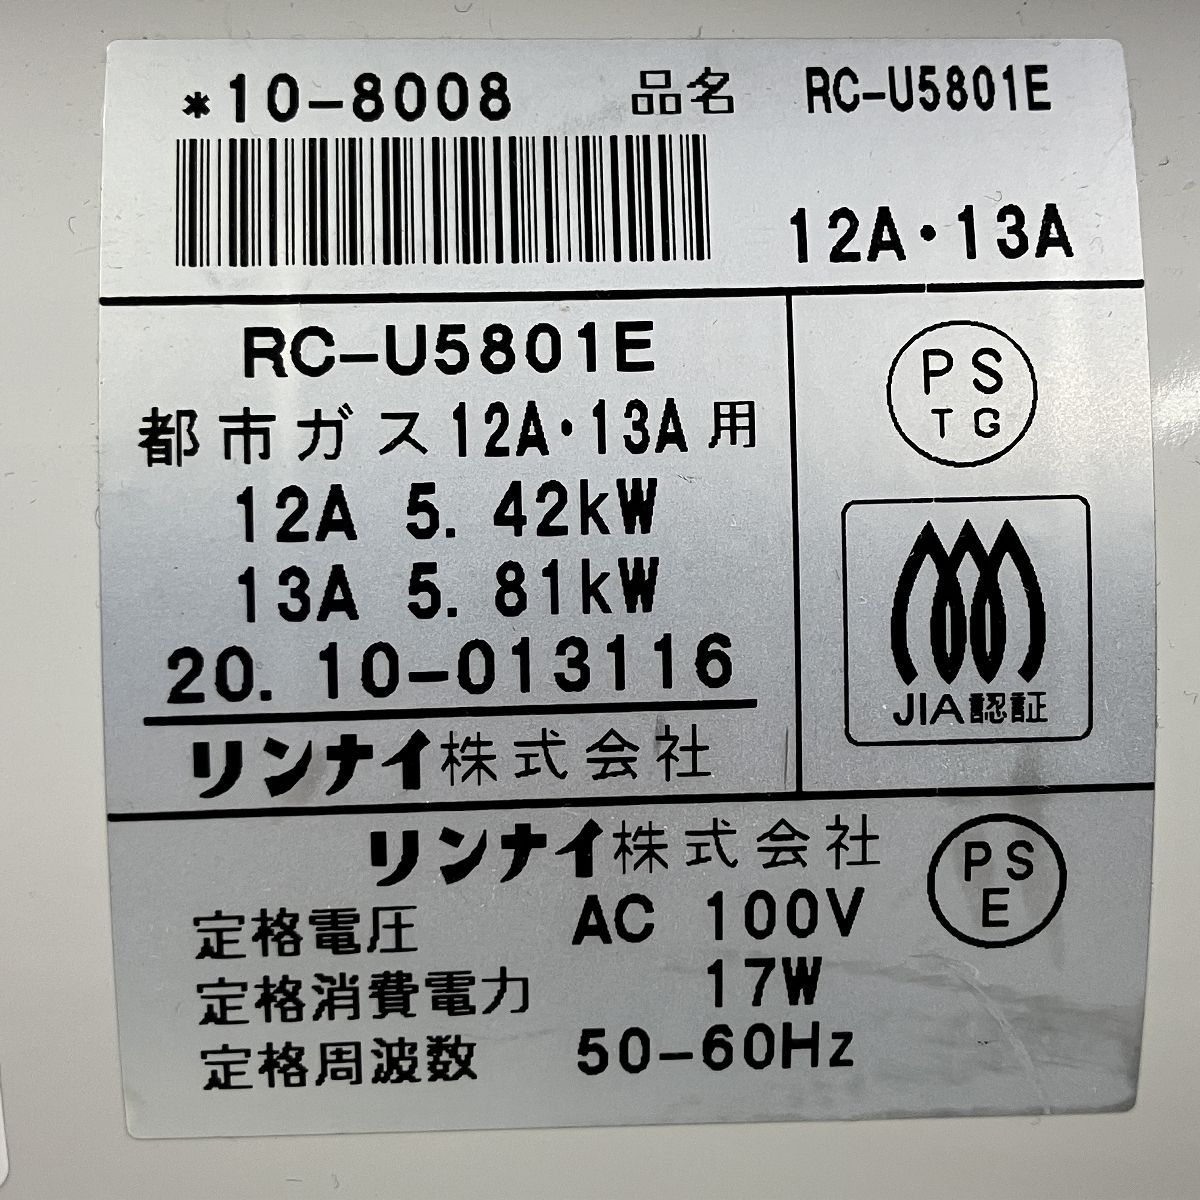 *10-8008 品名 RC-U5801E
12A・13A
RC-U5801E
都市ガス12A・13A用
12A 5.42kW
13A 5.81kW
20.10-013116
リンナイ株式会社
PS
TG
JIA認証
リンナイ株式会社
定格電圧 AC 100V
定格消費電力 17W
定格周波数 50-60Hz
PS
E